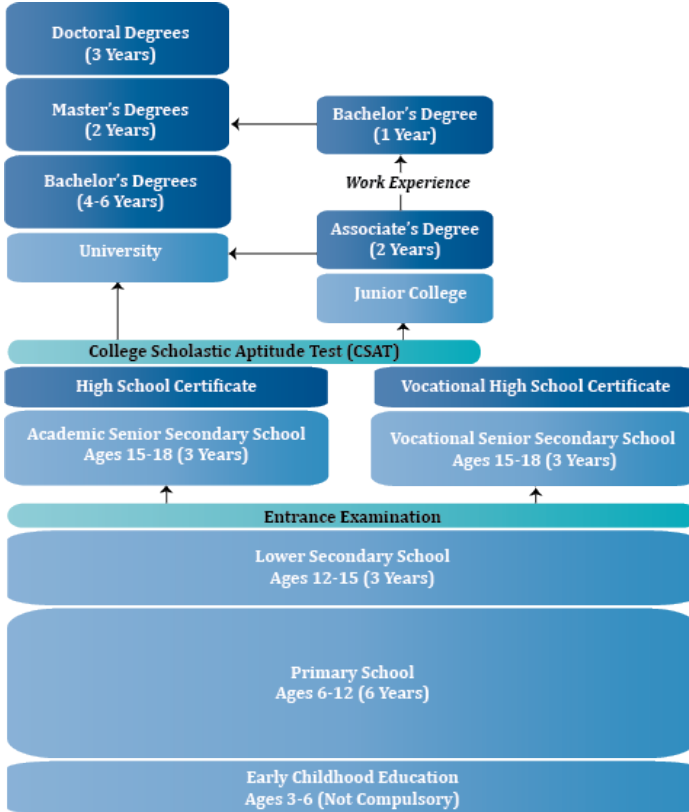 Doctoral Degrees
(3 Years)
Master's Degrees
(2 Years)
Bachelor's Degree
(1 Year)
Bachelor's Degrees
(4-6 Years)
Work Experience
University
Associate's Degree
(2 Years)
Junior College
College Scholastic Aptitude Test (CSAT)
High School Certificate
Vocational High School Certificate
Academic Senior Secondary School
Ages 15-18 (3 Years)
Vocational Senior Secondary School
Ages 15-18 (3 Years)
Entrance Examination
Lower Secondary School
Ages 12-15 (3 Years)
Primary School
Ages 6-12 (6 Years)
Early Childhood Education
Ages 3-6 (Not Compulsory)